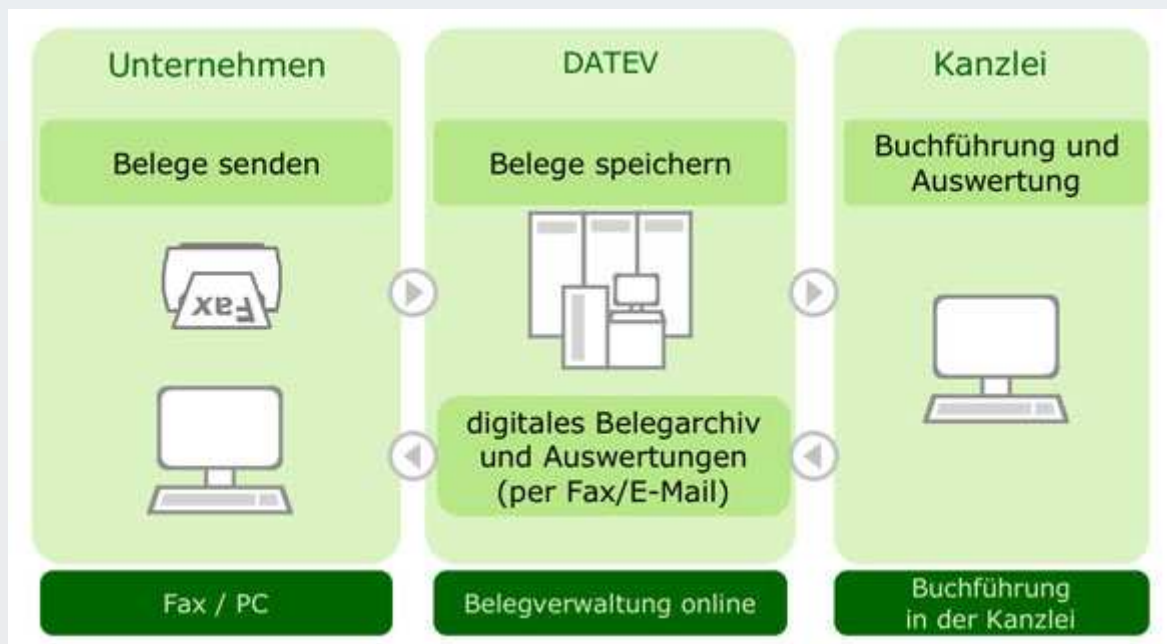 Unternehmen
Belege senden
Fax
Fax / PC
DATEV
Belege speichern
digitales Belegarchiv
und Auswertungen
(per Fax/E-Mail)
Belegverwaltung online
Kanzlei
Buchführung und
Auswertung
Buchführung
in der Kanzlei